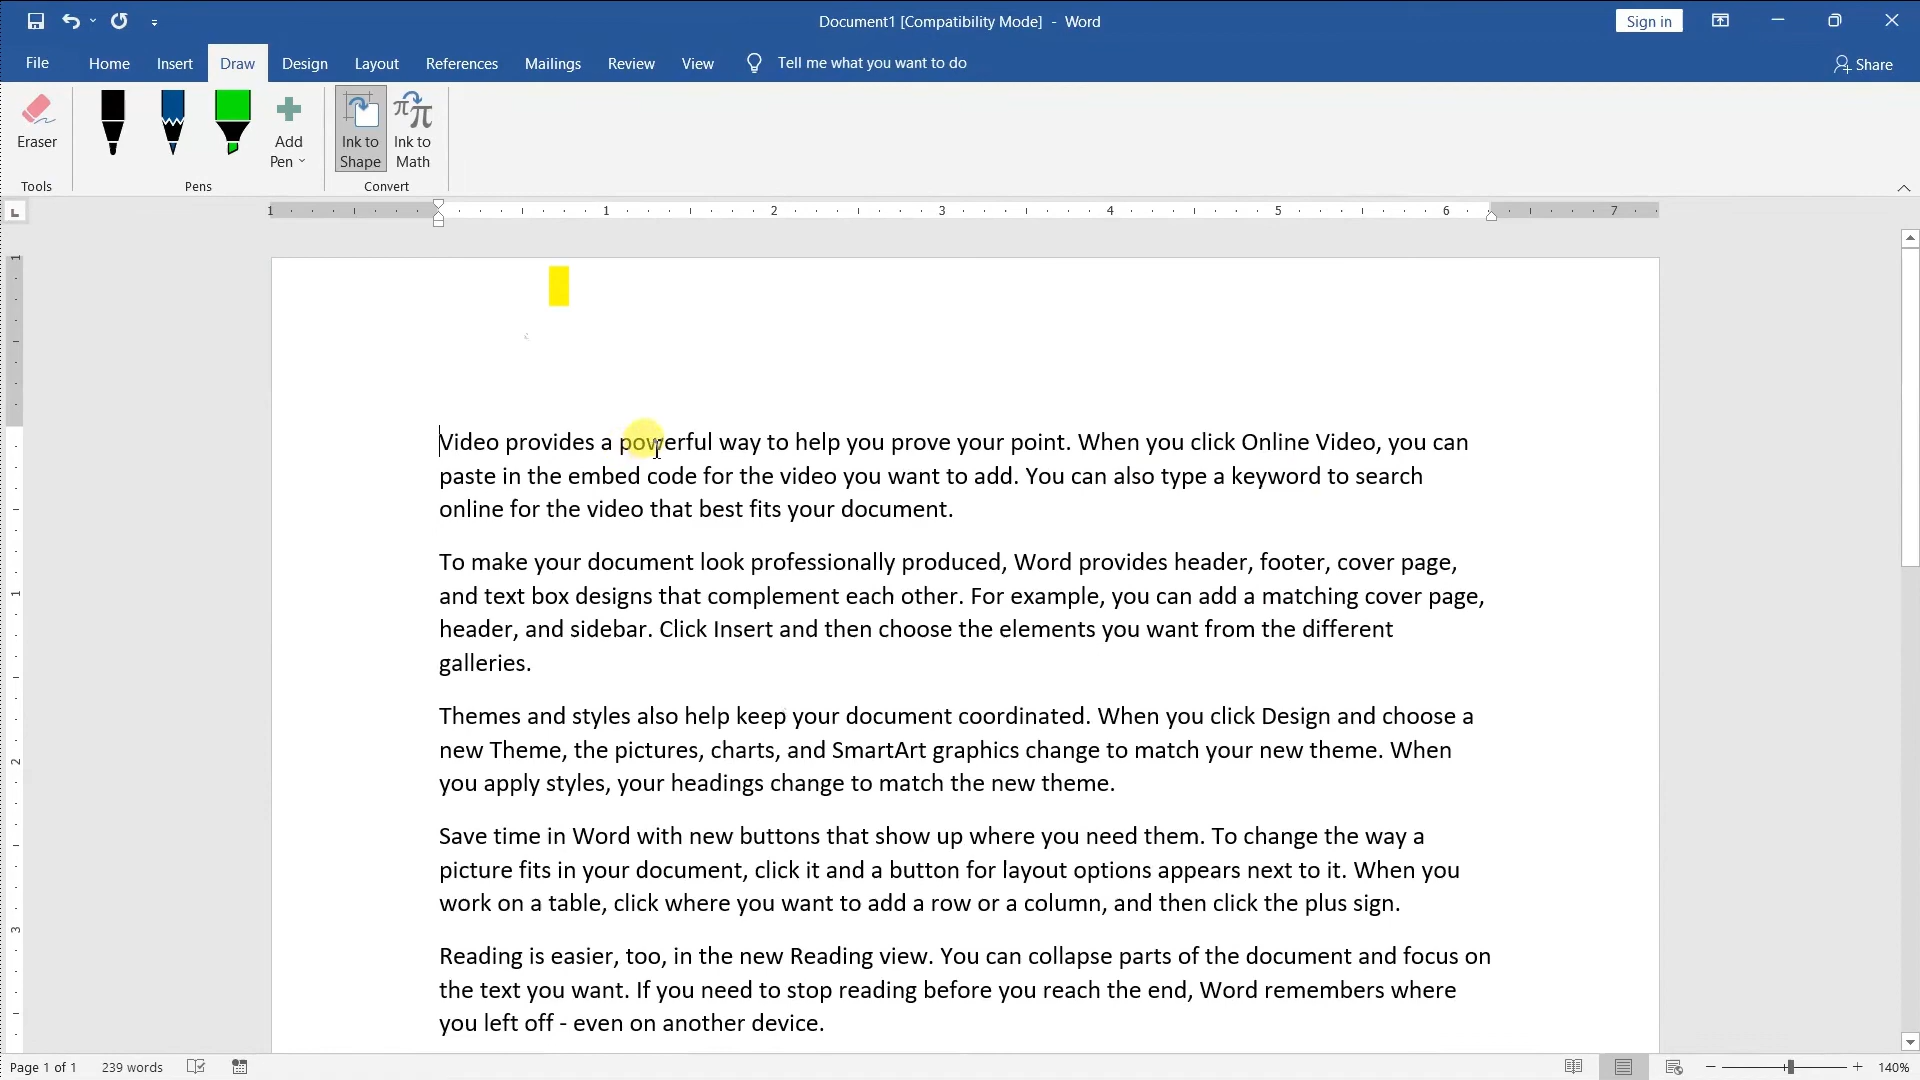 Document1 [Compatibility Mode] - Word
Sign in
File Home Insert Draw Design Layout References Mailings Review View Tell me what you want to do
Share
Eraser
Add
Pen
Ink to
Shape
Ink to
Math
Tools
Pens
Convert
1 1 2 3 4 5 6 7
1
Video provides a powerful way to help you prove your point. When you click Online Video, you can
paste in the embed code for the video you want to add. You can also type a keyword to search
online for the video that best fits your document.
To make your document look professionally produced, Word provides header, footer, cover page,
and text box designs that complement each other. For example, you can add a matching cover page,
header, and sidebar. Click Insert and then choose the elements you want from the different
galleries.
1
Themes and styles also help keep your document coordinated. When you click Design and choose a
new Theme, the pictures, charts, and SmartArt graphics change to match your new theme. When
you apply styles, your headings change to match the new theme.
2
Save time in Word with new buttons that show up where you need them. To change the way a
picture fits in your document, click it and a button for layout options appears next to it. When you
work on a table, click where you want to add a row or a column, and then click the plus sign.
3
Reading is easier, too, in the new Reading view. You can collapse parts of the document and focus on
the text you want. If you need to stop reading before you reach the end, Word remembers where
you left off - even on another device.
Page 1 of 1 239 words
140%